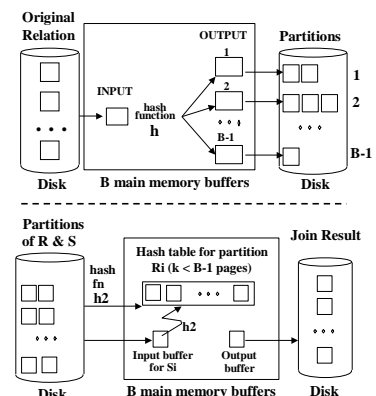 Original
Relation
OUTPUT
Partitions
1
INPUT
hash
function
h
2
1
2
B-1
B-1
Disk
B main memory buffers
Disk
Partitions
of R & S
Hash table for partition
Ri (k < B-1 pages)
Join Result
hash
fn
h2
h2
Input buffer
for Si
Output
buffer
Disk
B main memory buffers
Disk